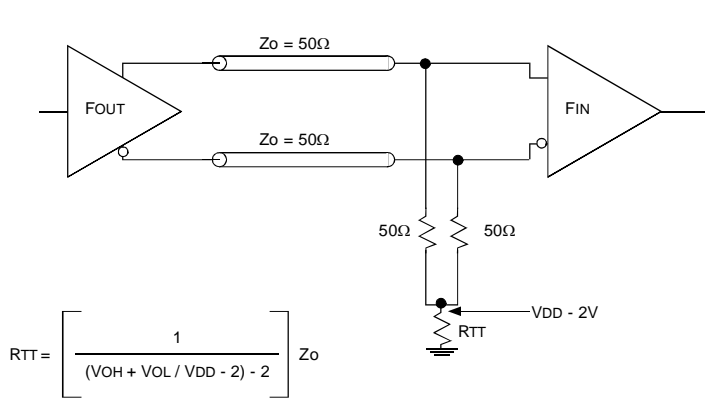 Zo = 50Ω
FOUT
FIN
Zo = 50Ω
50Ω
50Ω
VDD - 2V
RTT
RTT =
1
(VOH + VOL / VDD - 2) - 2
Zo